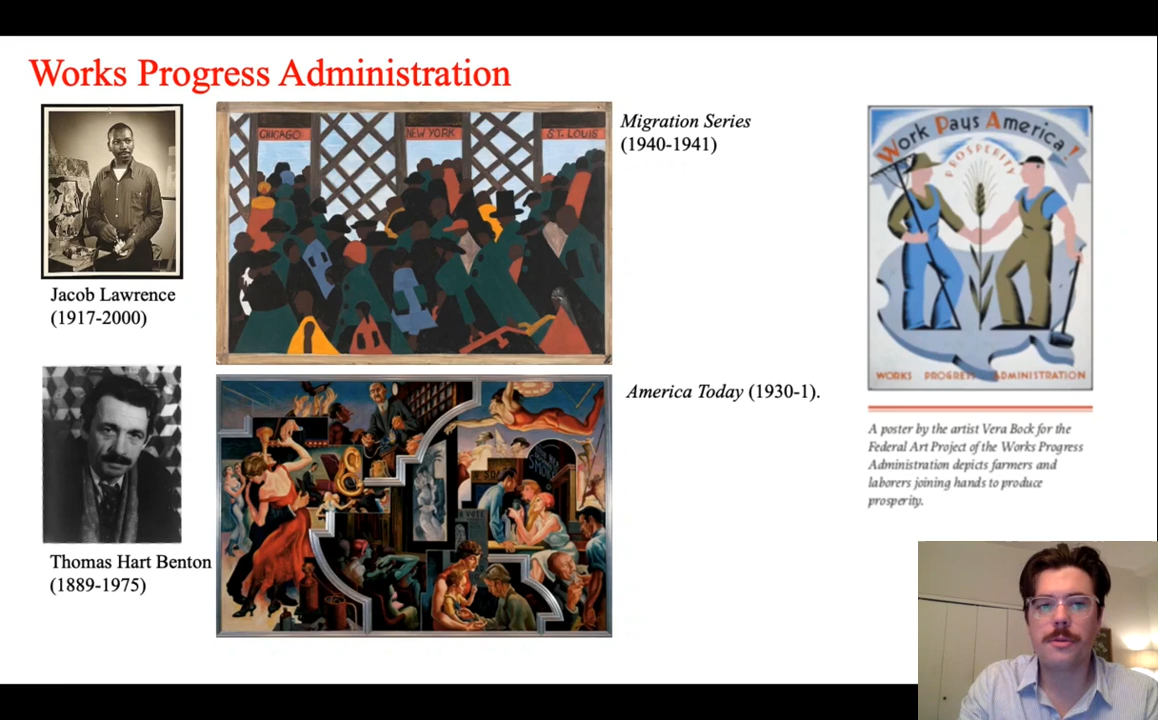 Works Progress Administration
Jacob Lawrence
(1917-2000)
CHICAGO
NEW YORK
ST. LOUIS
Migration Series
(1940-1941)
Thomas Hart Benton
(1889-1975)
America Today (1930-1).
Work Pays America!
PROSPERITY
WORKS PROGRESS ADMINISTRATION
A poster by the artist Vera Bock for the
Federal Art Project of the Works Progress
Administration depicts farmers and
laborers joining hands to produce
prosperity.